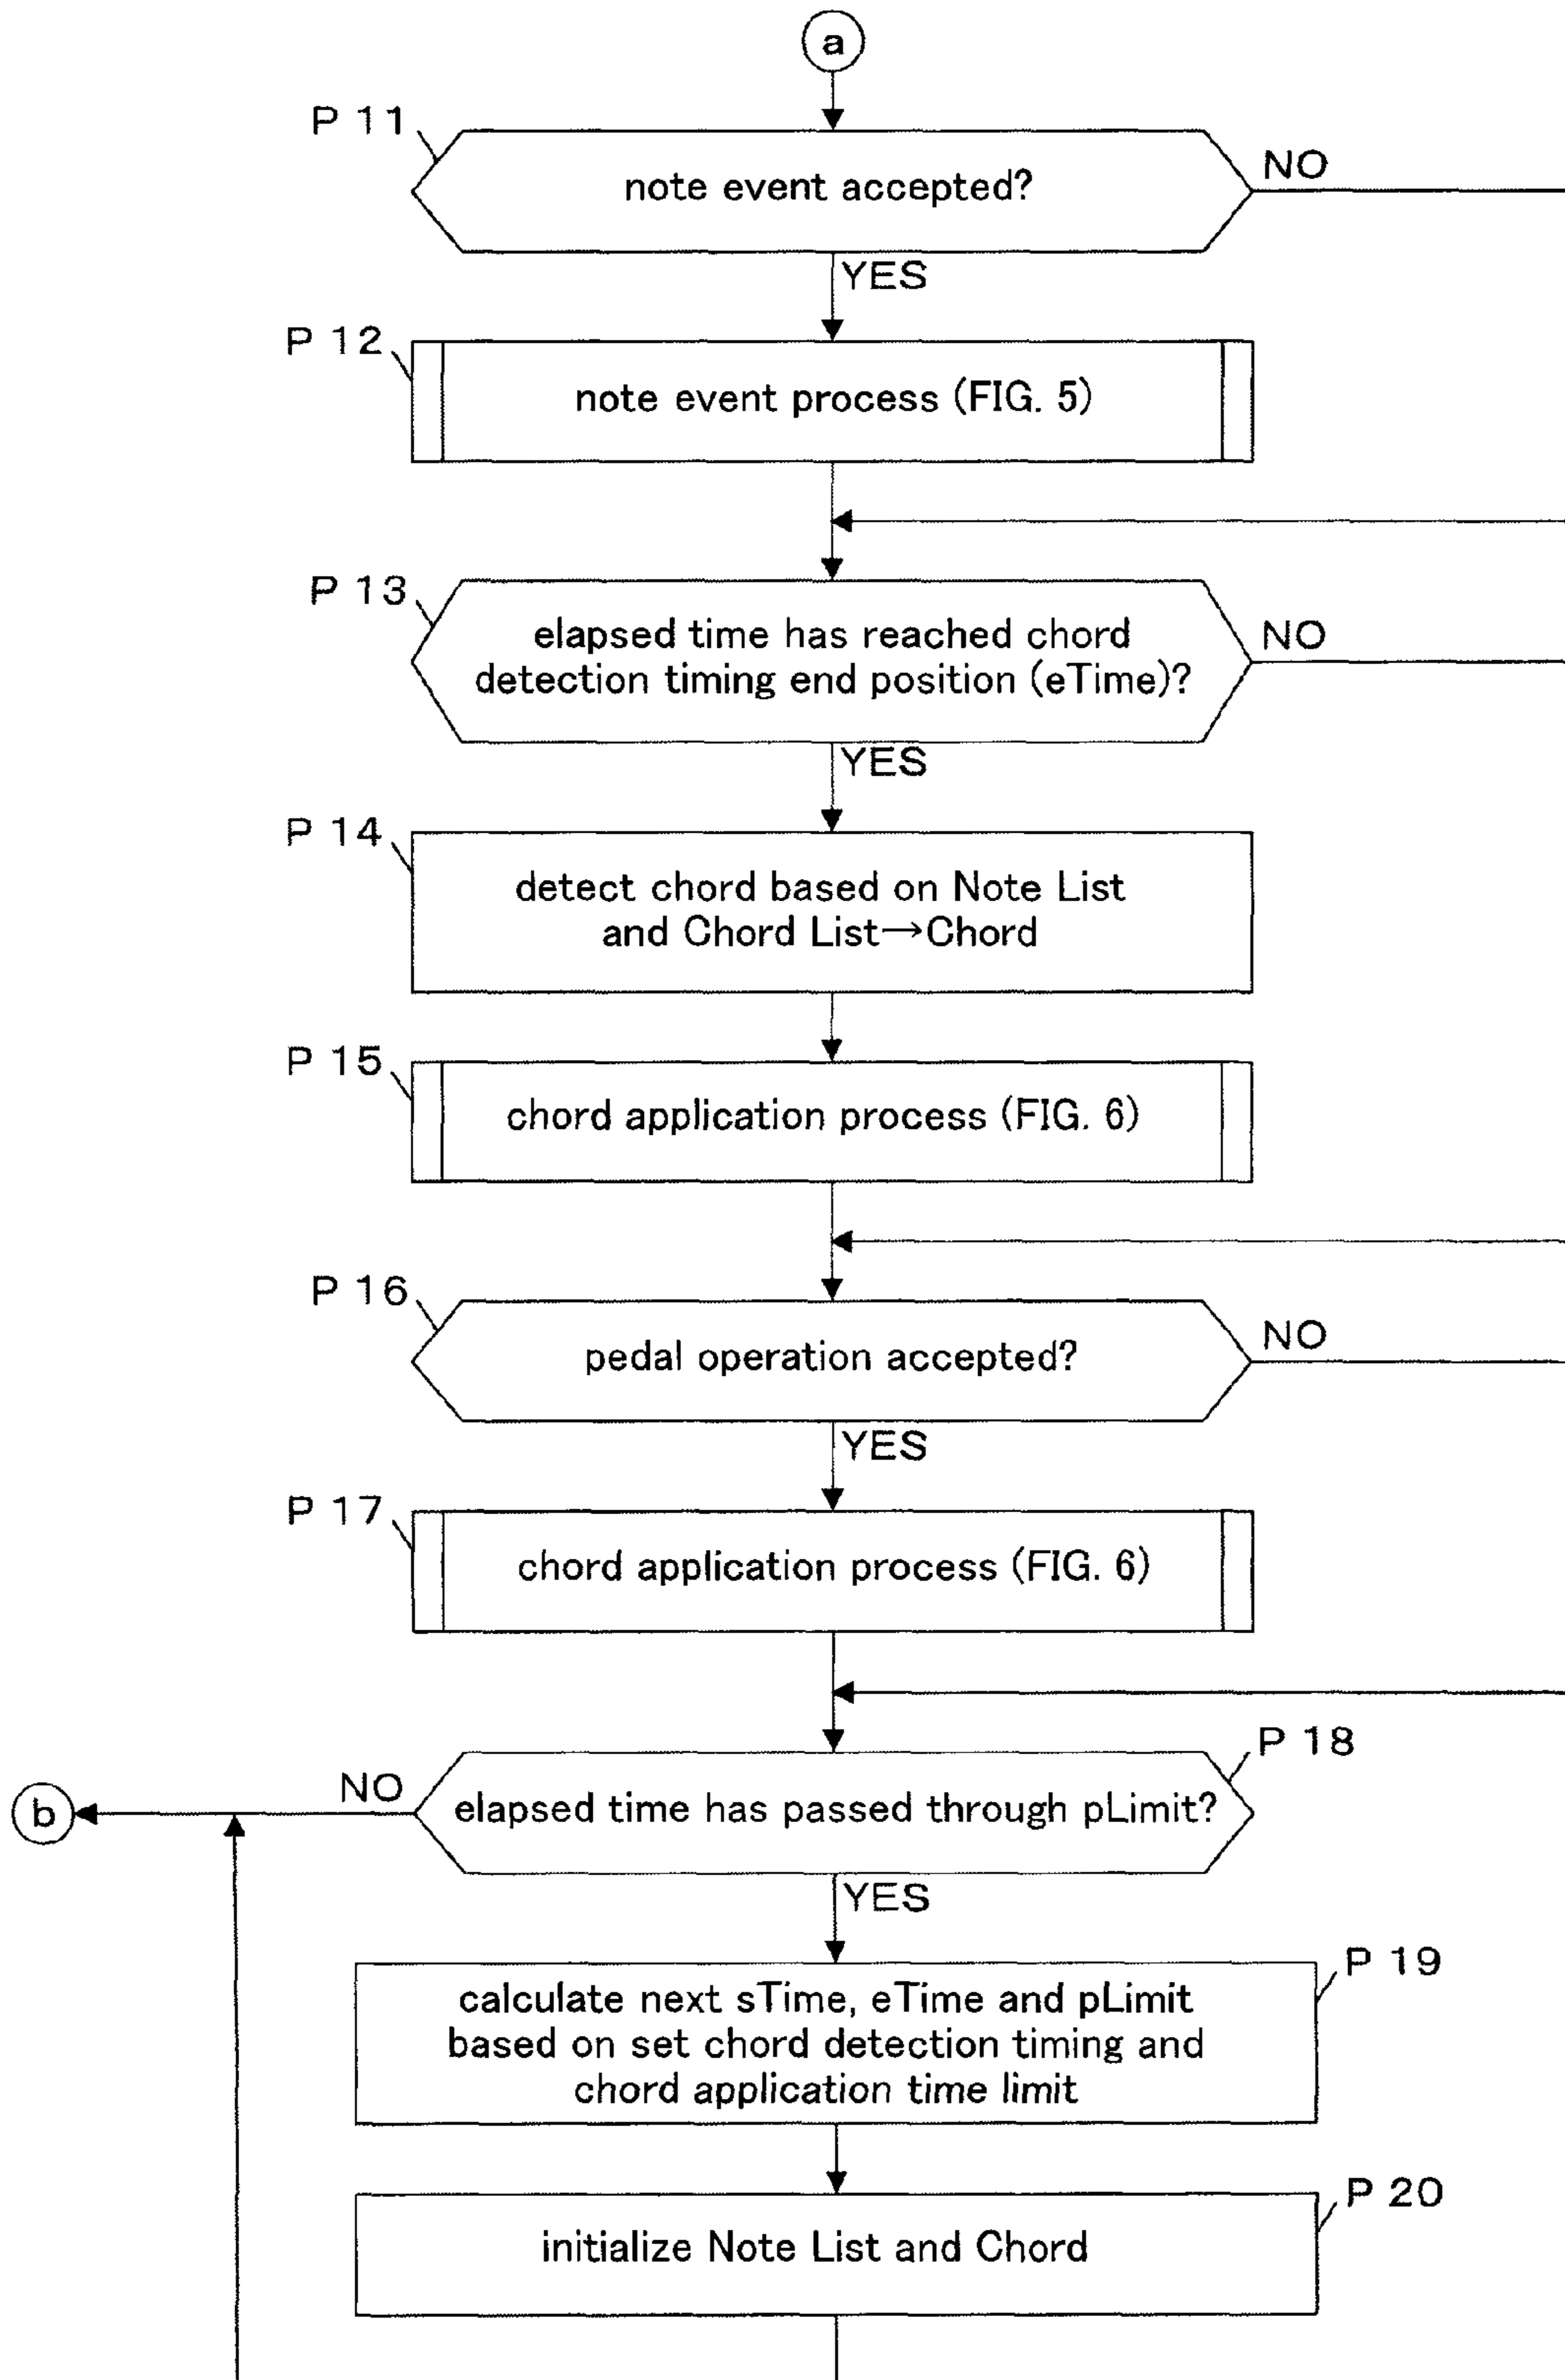 a
P 11
note event accepted?
NO
YES
P 12
note event process (FIG. 5)
P 13
elapsed time has reached chord
detection timing end position (eTime)?
NO
YES
P 14
detect chord based on Note List
and Chord List→Chord
P 15
chord application process (FIG. 6)
P 16
pedal operation accepted?
NO
YES
P 17
chord application process (FIG. 6)
P 18
b
NO
elapsed time has passed through pLimit?
YES
P 19
calculate next sTime, eTime and pLimit
based on set chord detection timing and
chord application time limit
P 20
initialize Note List and Chord